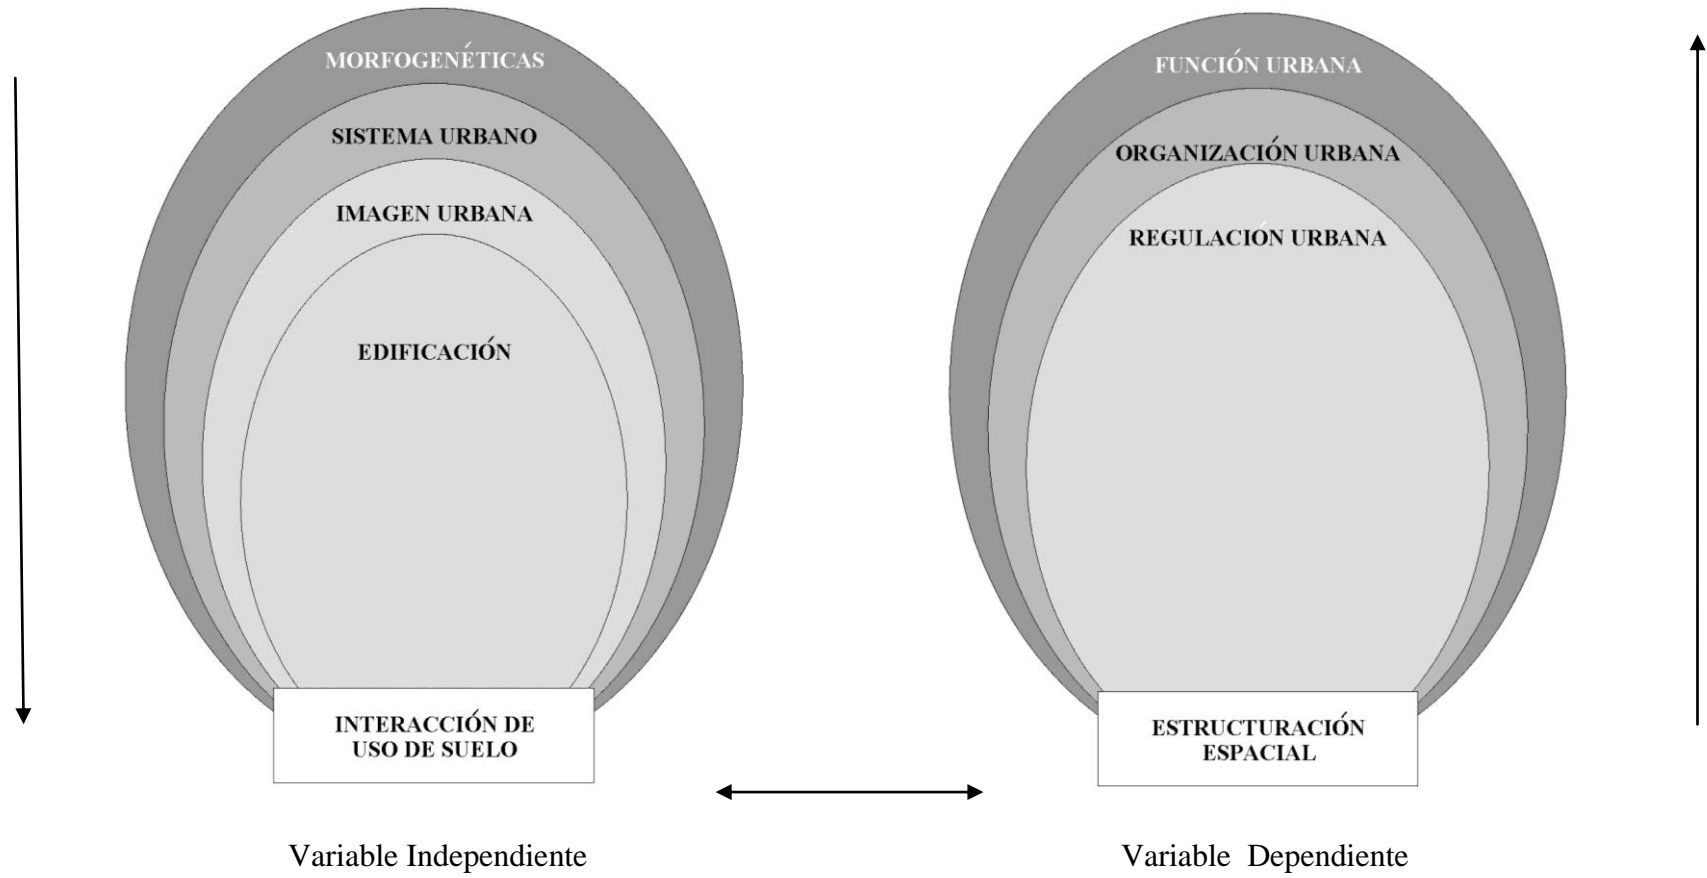 MORFOGENÉTICAS
SISTEMA URBANO
IMAGEN URBANA
EDIFICACIÓN
INTERACCIÓN DE
USO DE SUELO
Variable Independiente
FUNCIÓN URBANA
ORGANIZACIÓN URBANA
REGULACIÓN URBANA
ESTRUCTURACIÓN
ESPACIAL
Variable Dependiente